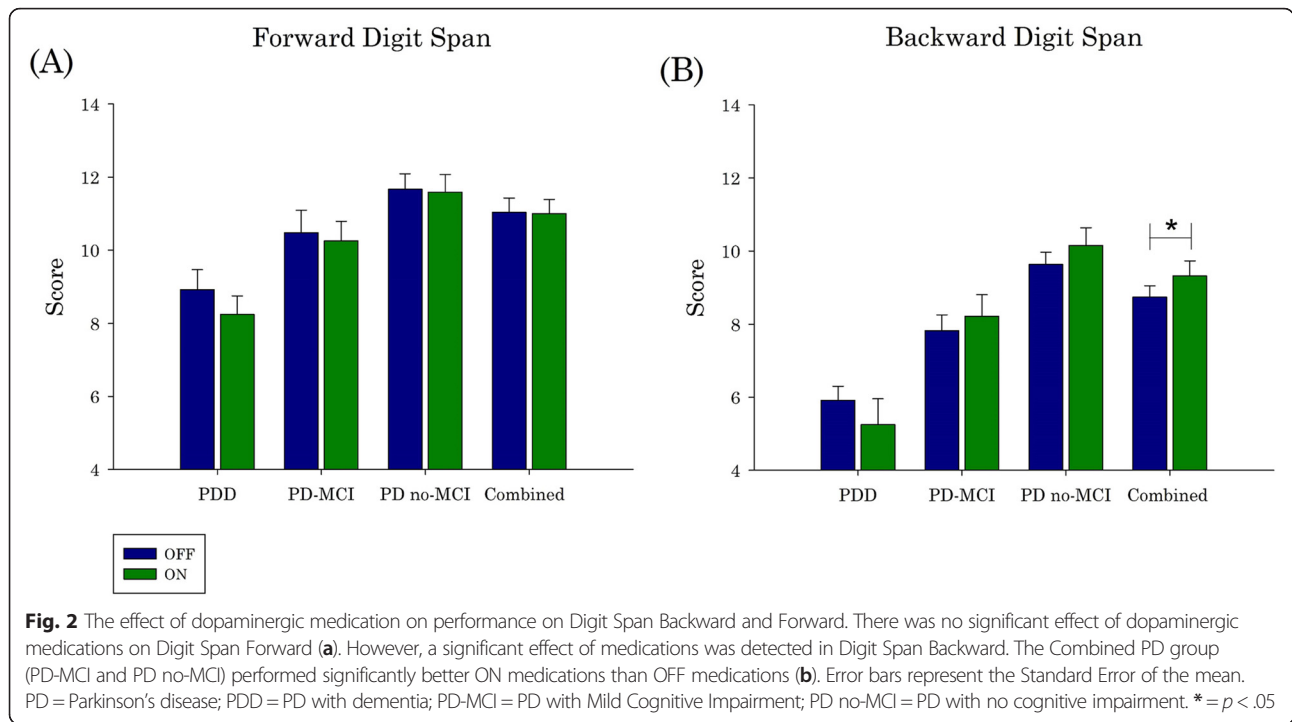 Forward Digit Span
(A)
14
12
10
8
6
4
Score
PDD
PD-MCI
PD no-MCI
Combined
OFF
ON
Backward Digit Span
(B)
14
12
10
8
6
4
Score
*
PDD
PD-MCI
PD no-MCI
Combined
Fig. 2 The effect of dopaminergic medication on performance on Digit Span Backward and Forward. There was no significant effect of dopaminergic
medications on Digit Span Forward (a). However, a significant effect of medications was detected in Digit Span Backward. The Combined PD group
(PD-MCI and PD no-MCI) performed significantly better ON medications than OFF medications (b). Error bars represent the Standard Error of the mean.
PD = Parkinson's disease; PDD = PD with dementia; PD-MCI = PD with Mild Cognitive Impairment; PD no-MCI = PD with no cognitive impairment. * = p < .05